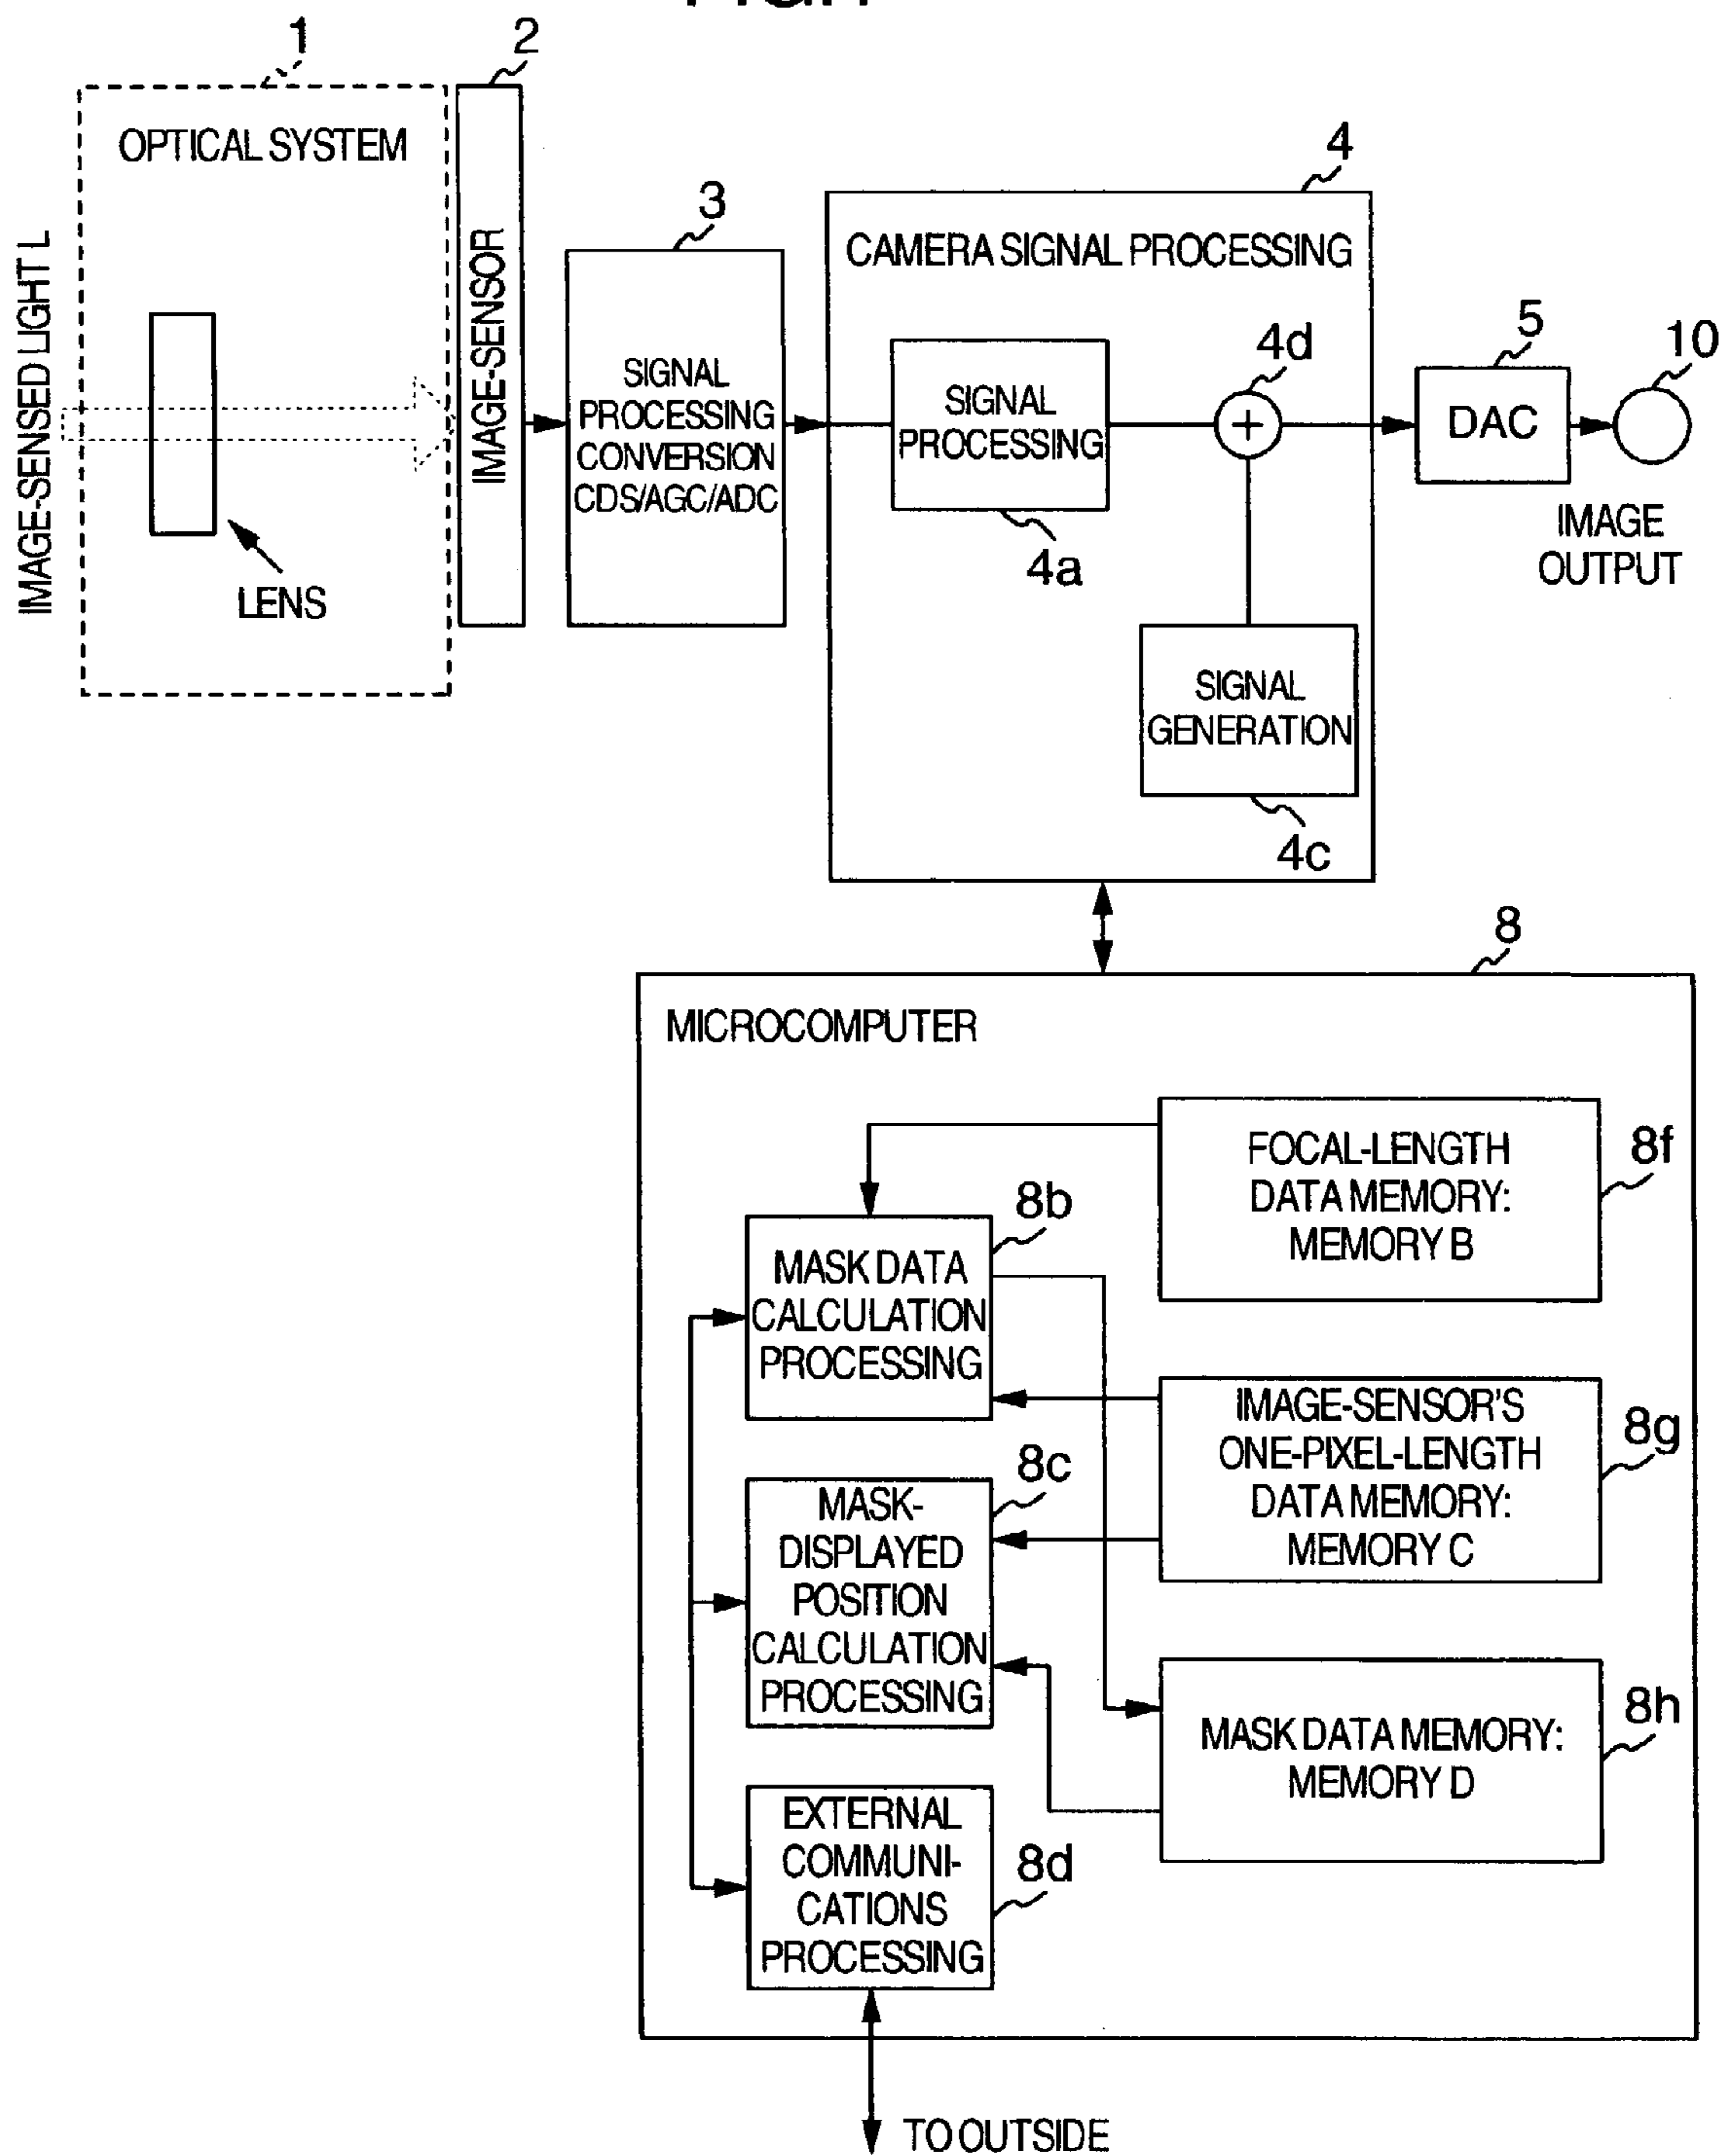 1
2
OPTICAL SYSTEM
IMAGE-SENSED LIGHT L
LENS
IMAGE-SENSOR
3
SIGNAL
PROCESSING
CONVERSION
CDS/AGC/ADC
4
CAMERA SIGNAL PROCESSING
SIGNAL
PROCESSING
4a
4d
+
SIGNAL
GENERATION
4c
5
DAC
10
IMAGE
OUTPUT
8
MICROCOMPUTER
FOCAL-LENGTH
DATA MEMORY:
MEMORY B
8f
8b
MASK DATA
CALCULATION
PROCESSING
IMAGE-SENSOR'S
ONE-PIXEL-LENGTH
DATA MEMORY:
MEMORY C
8g
8c
MASK-
DISPLAYED
POSITION
CALCULATION
PROCESSING
MASK DATA MEMORY:
MEMORY D
8h
EXTERNAL
COMMUNI-
CATIONS
PROCESSING
8d
TO OUTSIDE